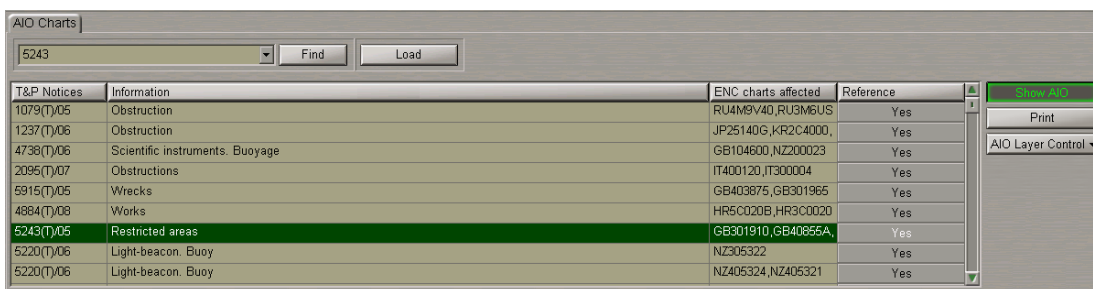 AIO Charts
5243 Find Load
T&P Notices Information ENC charts affected Reference
1079(T)/05 Obstruction RU4M9V40,RU3M6US Yes
1237(T)/06 Obstruction JP25140G,KR2C4000, Yes
4738(T)/06 Scientific instruments. Buoyage GB104600,NZ200023 Yes
2095(T)/07 Obstructions IT400120,IT300004 Yes
5915(T)/05 Wrecks GB403875,GB301965 Yes
4884(T)/08 Works HR5C020B,HR3C0020 Yes
5243(T)/05 Restricted areas GB301910,GB40855A, Yes
5220(T)/06 Light-beacon. Buoy NZ305322 Yes
5220(T)/06 Light-beacon. Buoy NZ405324,NZ405321 Yes
Show AIO
Print
AIO Layer Control